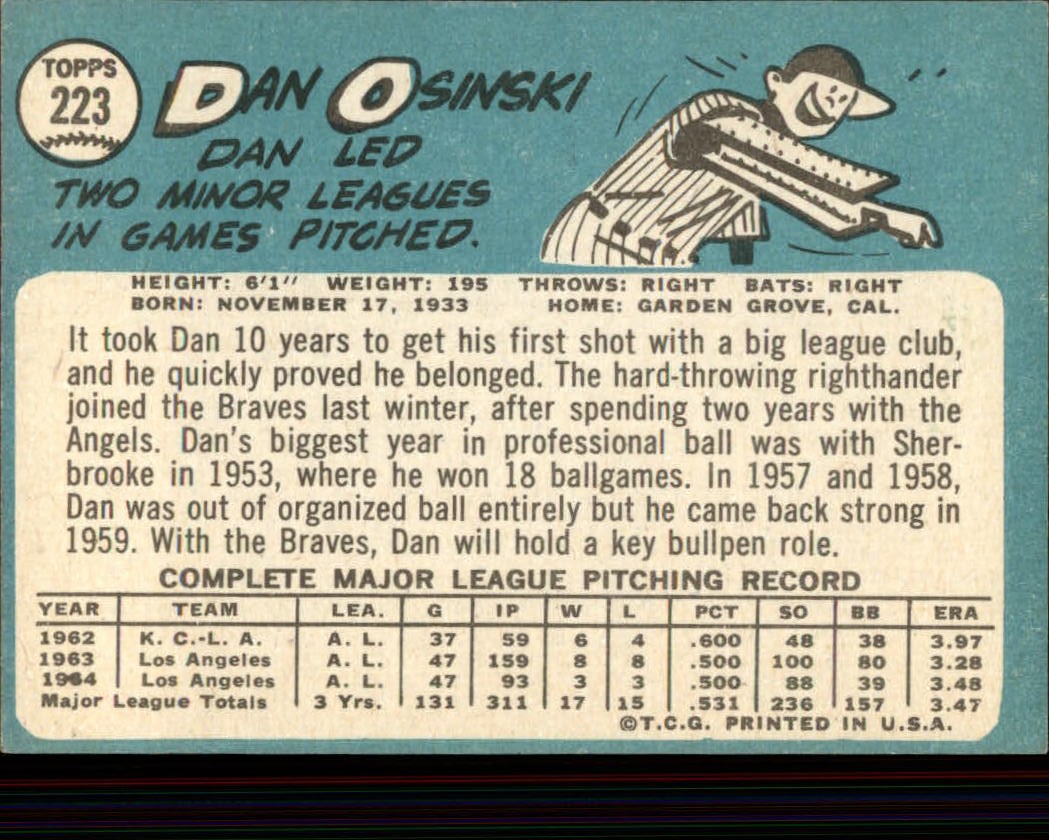 TOPPS
223
DAN OSINSKI
DAN LED
TWO MINOR LEAGUES
IN GAMES PITCHED.
HEIGHT: 6'1" WEIGHT: 195 THROWS: RIGHT BATS: RIGHT
BORN: NOVEMBER 17, 1933 HOME: GARDEN GROVE, CAL.
It took Dan 10 years to get his first shot with a big league club,
and he quickly proved he belonged. The hard-throwing righthander
joined the Braves last winter, after spending two years with the
Angels. Dan's biggest year in professional ball was with Sher-
brooke in 1953, where he won 18 ballgames. In 1957 and 1958,
Dan was out of organized ball entirely but he came back strong in
1959. With the Braves, Dan will hold a key bullpen role.
COMPLETE MAJOR LEAGUE PITCHING RECORD
YEAR TEAM LEA. G IP W L PCT SO BB ERA
1962 K. C.-L. A. A. L. 37 59 6 4 .600 48 38 3.97
1963 Los Angeles A. L. 47 159 8 8 .500 100 80 3.28
1964 Los Angeles A. L. 47 93 3 3 .500 88 39 3.48
Major League Totals 3 Yrs. 131 311 17 15 .531 236 157 3.47
©T.C.G. PRINTED IN U.S.A.